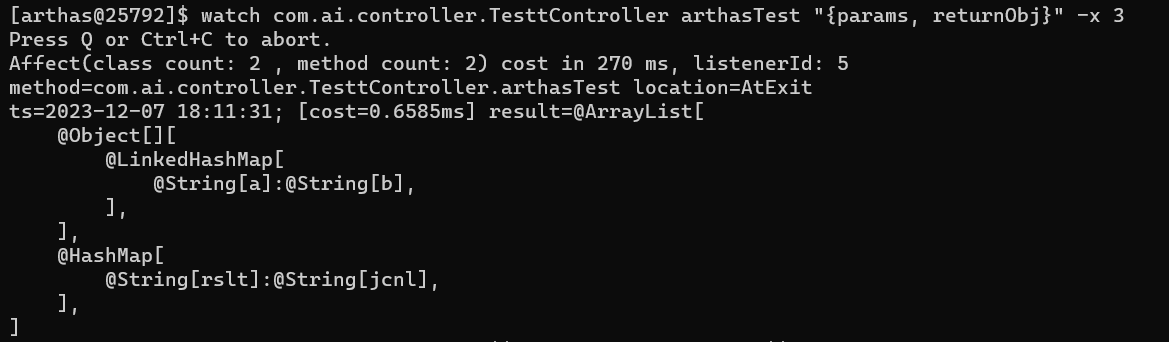 [arthas@25792]$ watch com.ai.controller.TesttController arthasTest "{params, returnObj}" -x 3
Press Q or Ctrl+C to abort.
Affect(class count: 2 , method count: 2) cost in 270 ms, listenerId: 5
method=com.ai.controller.TesttController.arthasTest location=AtExit
ts=2023-12-07 18:11:31; [cost=0.6585ms] result=@ArrayList[
    @Object[][
        @LinkedHashMap[
            @String[a]:@String[b],
        ],
    ],
    @HashMap[
        @String[rslt]:@String[jcnl],
    ],
]